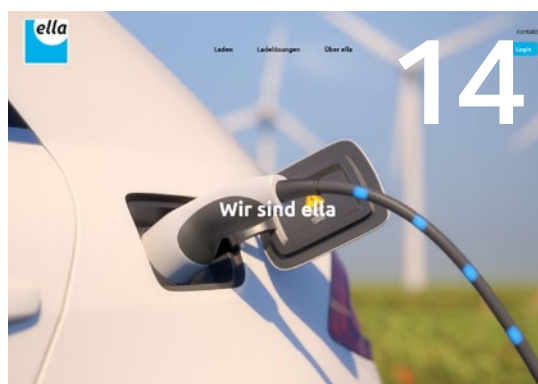 ella
Kontakt
Laden Ladelösungen Über ella
Login
14
Wir sind ella